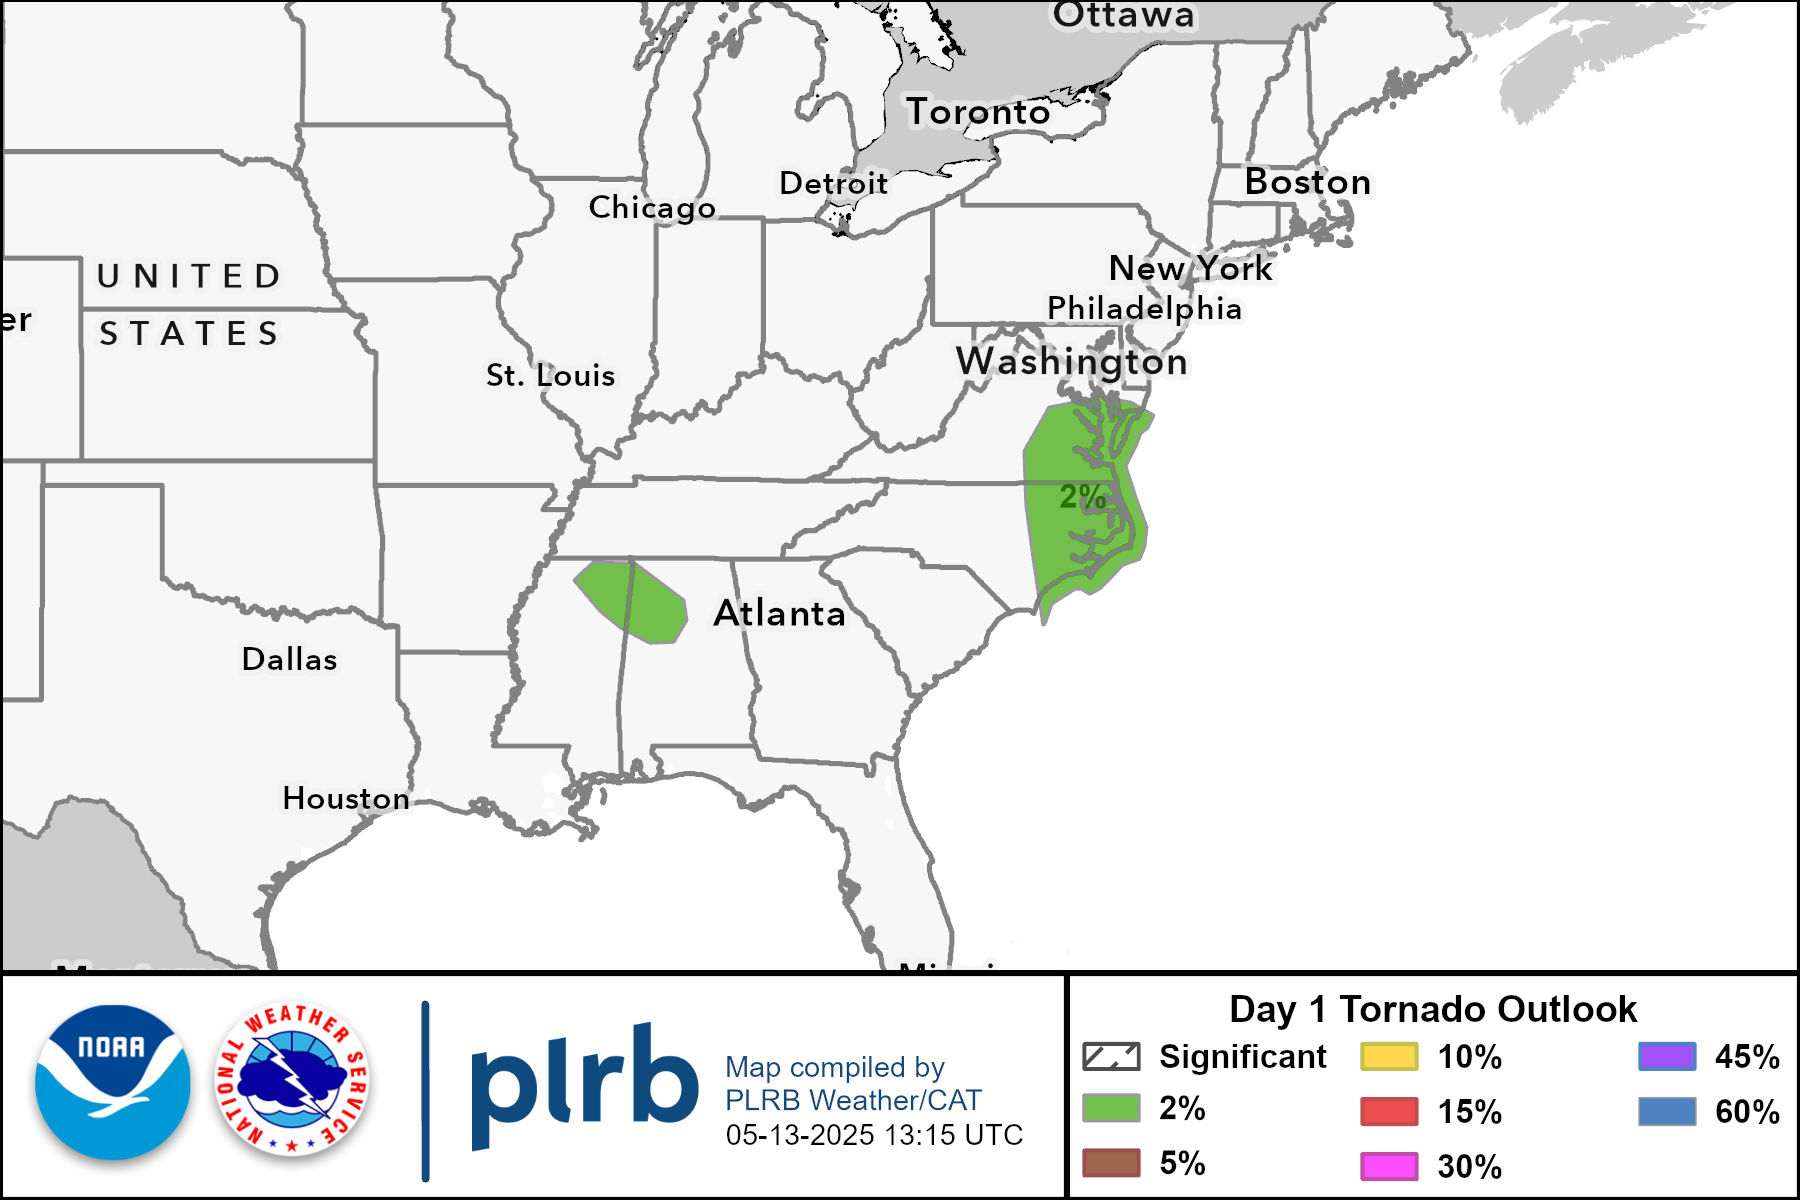 Ottawa
Toronto
Detroit
Boston
Chicago
New York
UNITED
Philadelphia
er
STATES
Washington
St. Louis
2%
Atlanta
Dallas
Houston
NOAA
NATIONAL WEATHER SERVICE
plrb
Map compiled by
PLRB Weather/CAT
05-13-2025 13:15 UTC
Day 1 Tornado Outlook
Significant
2%
5%
10%
15%
30%
45%
60%